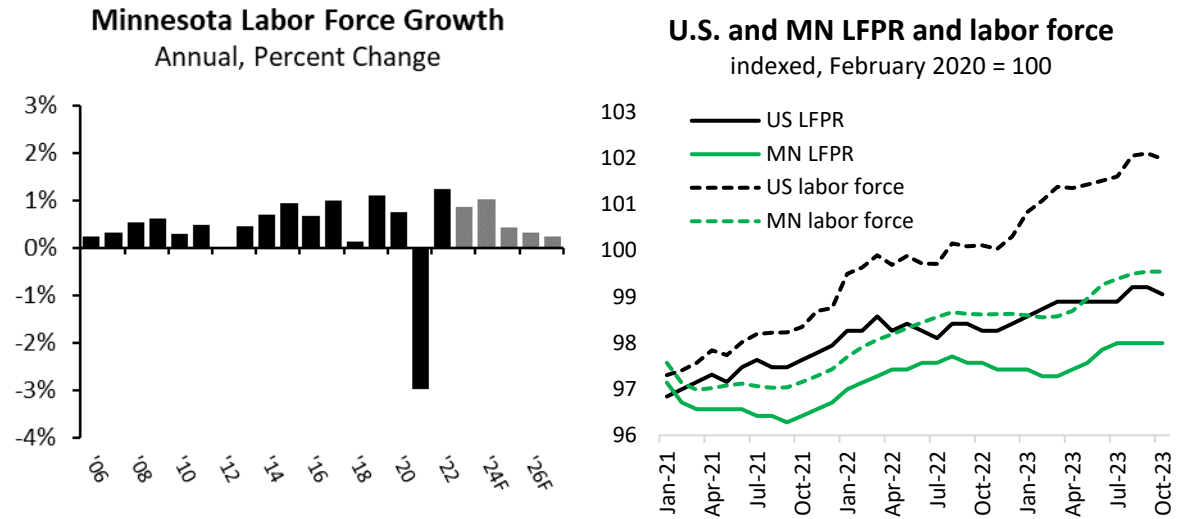 Minnesota Labor Force Growth
Annual, Percent Change
3%
2%
1%
0%
-1%
-2%
-3%
-4%
'06
'08
'10
'12
'14
'16
'18
'20
'22
'24F
'26F
U.S. and MN LFPR and labor force
indexed, February 2020 = 100
103
102
101
100
99
98
97
96
US LFPR
MN LFPR
US labor force
MN labor force
Jan-21
Apr-21
Jul-21
Oct-21
Jan-22
Apr-22
Jul-22
Oct-22
Jan-23
Apr-23
Jul-23
Oct-23